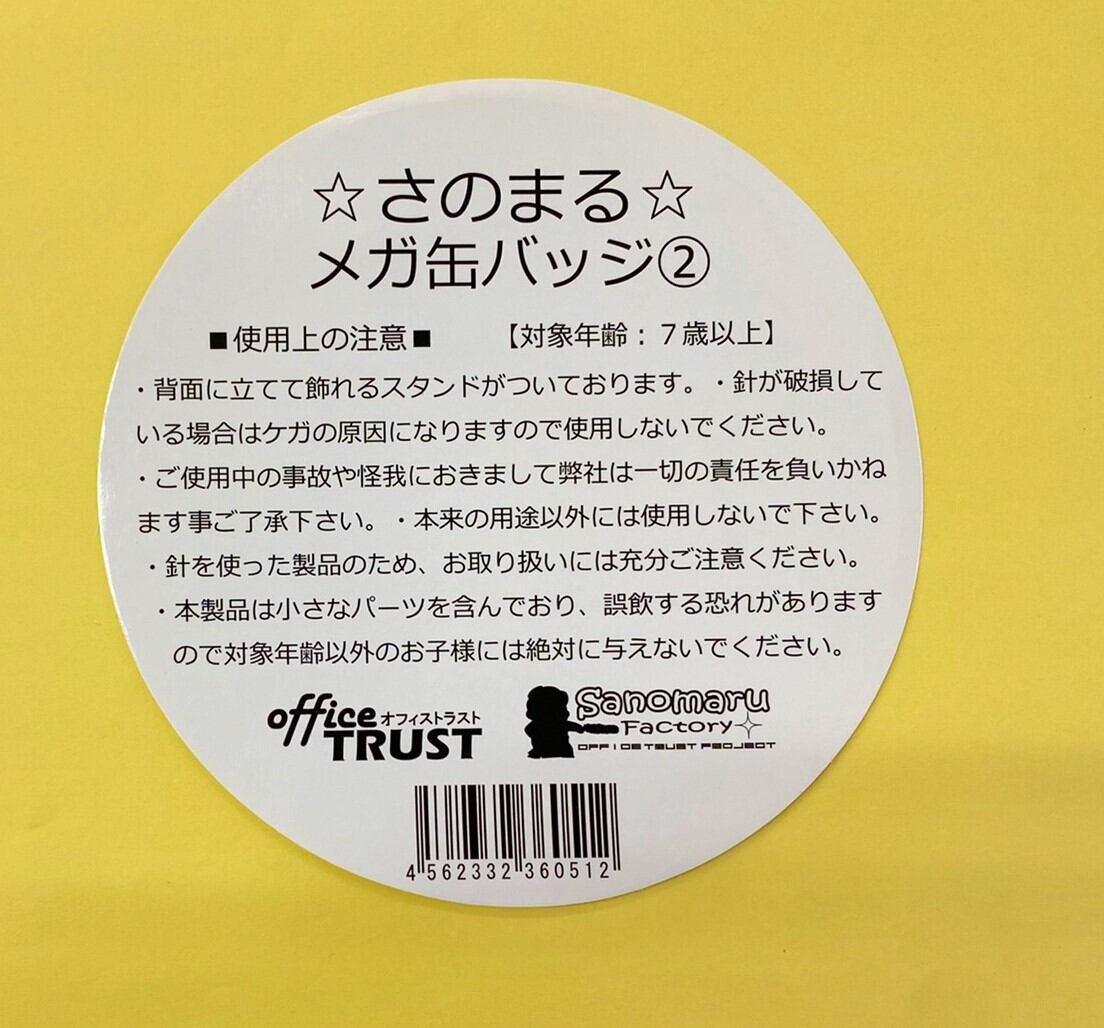 ☆さのまる☆
メガ缶バッジ②
■使用上の注意■ 【対象年齢：７歳以上】
・背面に立てて飾れるスタンドがついております。・針が破損して
いる場合はケガの原因になりますので使用しないでください。
・ご使用中の事故や怪我におきまして弊社は一切の責任を負いかね
ます事ご了承下さい。・本来の用途以外には使用しないで下さい。
・針を使った製品のため、お取り扱いには充分ご注意ください。
・本製品は小さなパーツを含んでおり、誤飲する恐れがあります
ので対象年齢以外のお子様には絶対に与えないでください。
office オフィストラスト
TRUST
Sanomaru
Factory
OFFICE TRUST PROJECT
4 562332 360512